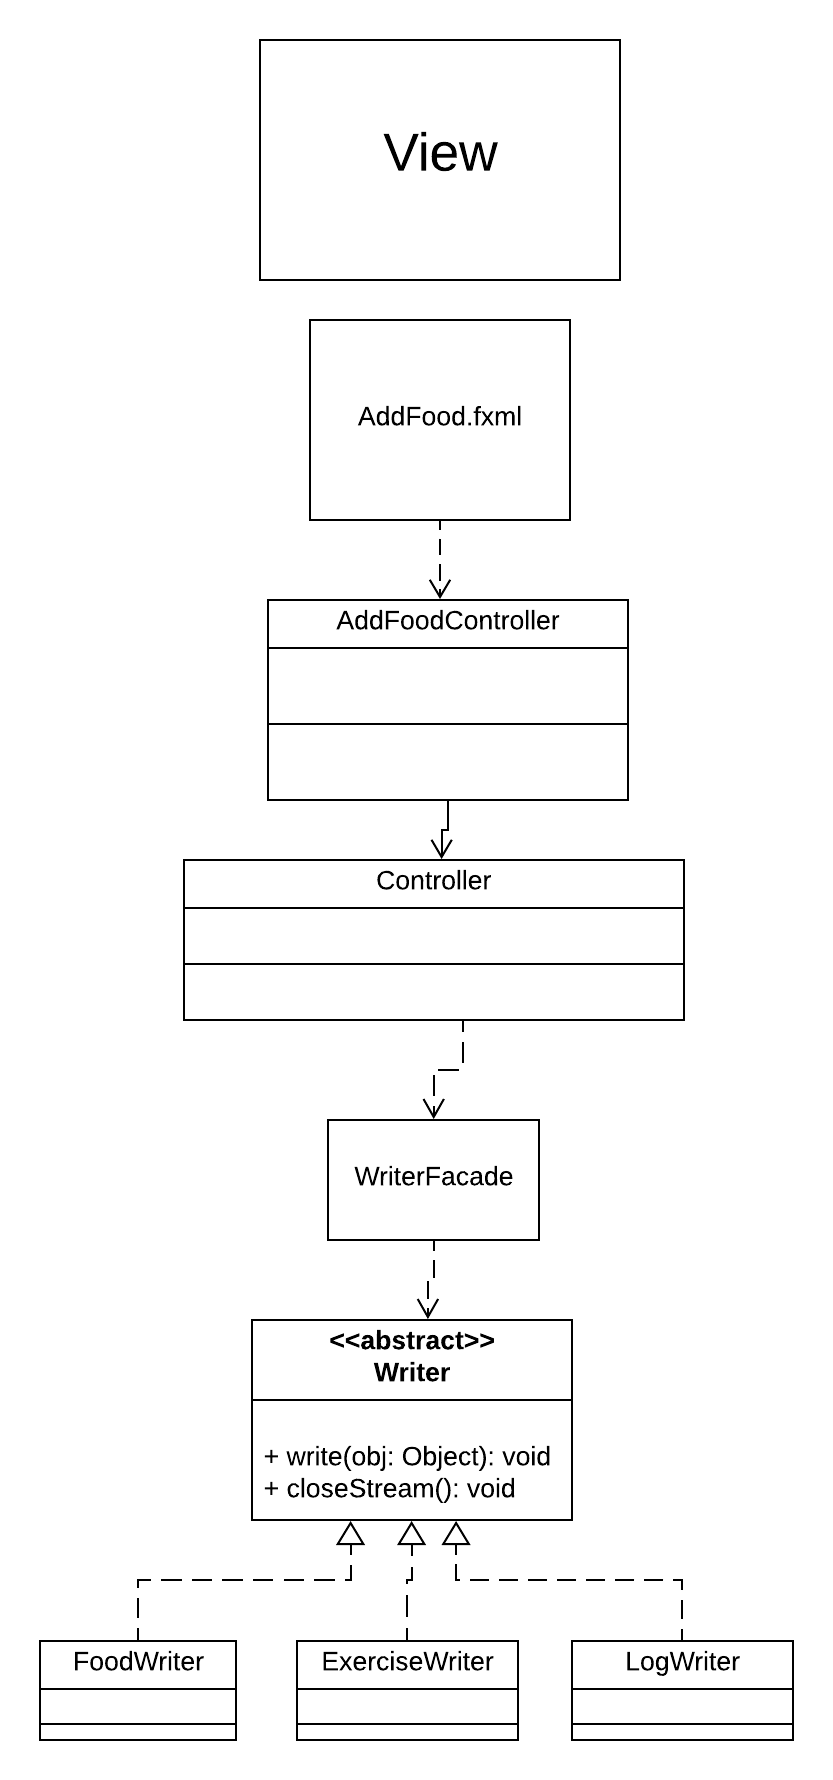 View
AddFood.fxml
AddFoodController
Controller
WriterFacade
<<abstract>>
Writer
+ write(obj: Object): void
+ closeStream(): void
FoodWriter
ExerciseWriter
LogWriter